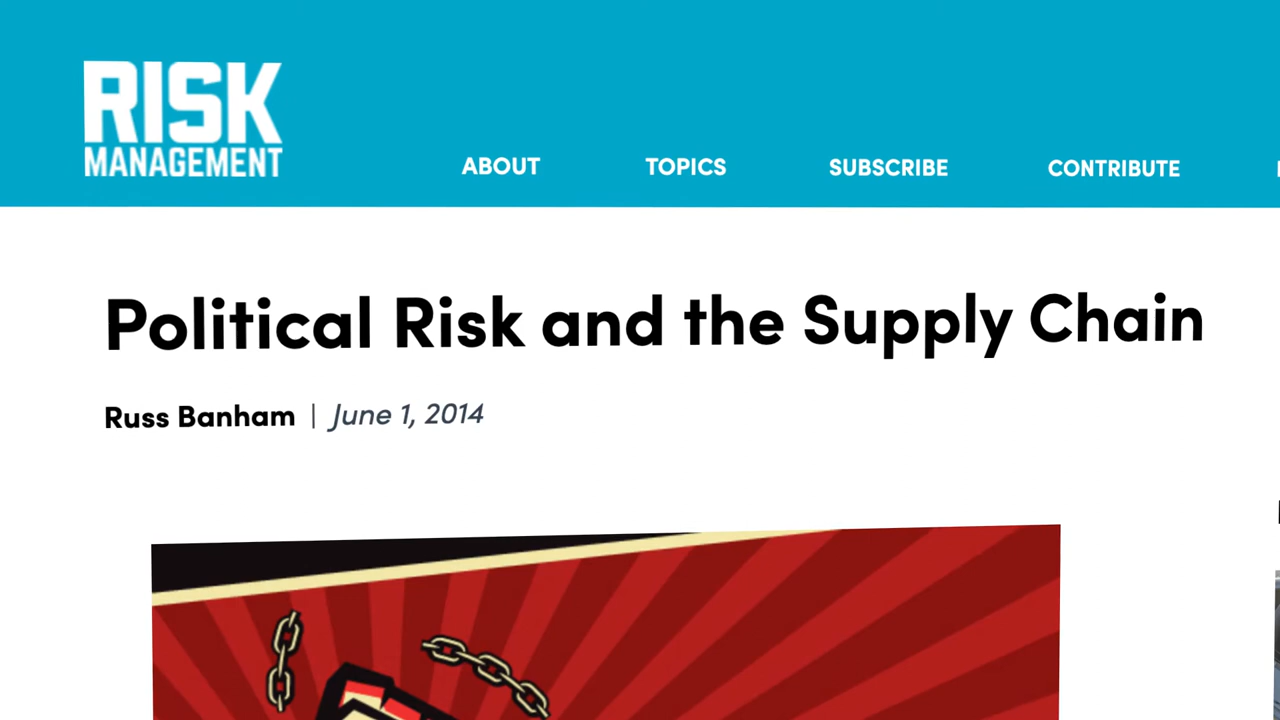 RISK
MANAGEMENT
ABOUT TOPICS SUBSCRIBE CONTRIBUTE
Political Risk and the Supply Chain
Russ Banham | June 1, 2014